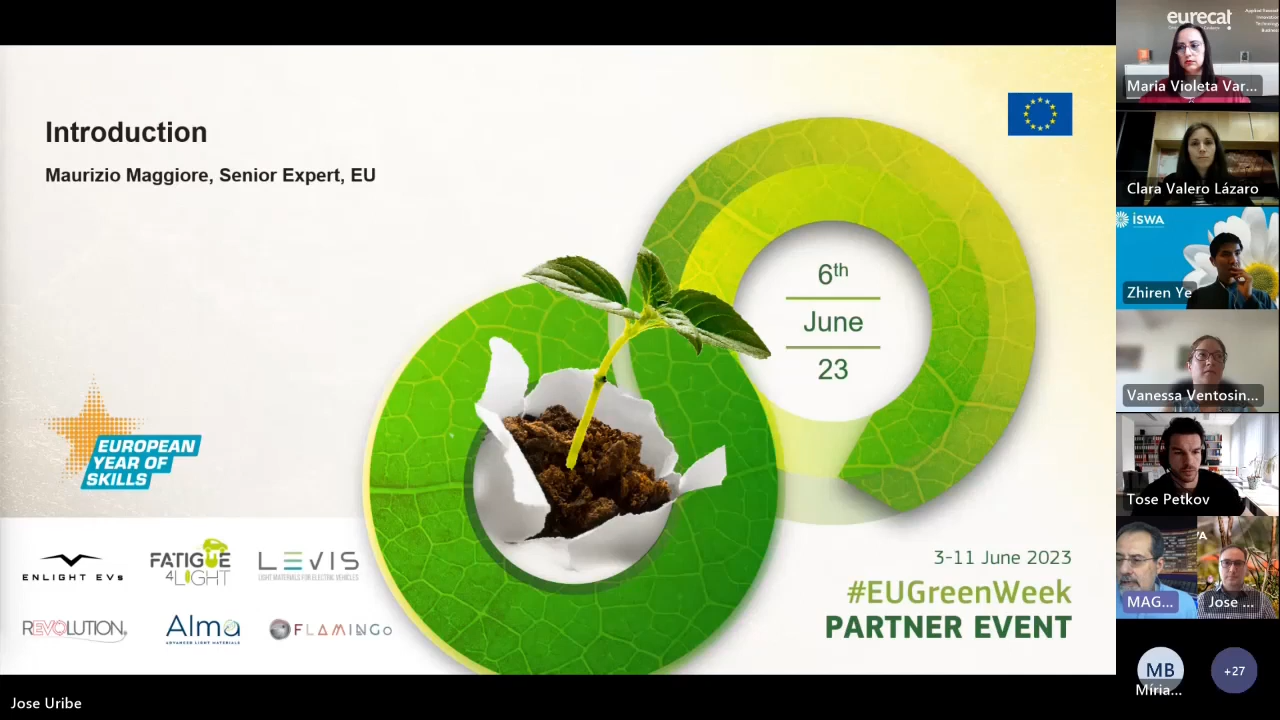 Introduction
Maurizio Maggiore, Senior Expert, EU
6th
June
23
EUROPEAN
YEAR OF
SKILLS
ENLIGHT EVs
FATIGUE
4LIGHT
LEVIS
LIGHT MATERIALS FOR ELECTRIC VEHICLES
REVOLUTION
Alma
ADVANCED LIGHT MATERIALS
FLAMINGo
3-11 June 2023
#EUGreenWeek
PARTNER EVENT
Jose Uribe
eurecat
Maria Violeta Var...
Clara Valero Lázaro
ISWA
Zhiren Ye
Vanessa Ventosin...
Tose Petkov
MAG...
Jose ...
MB
Míria...
+27